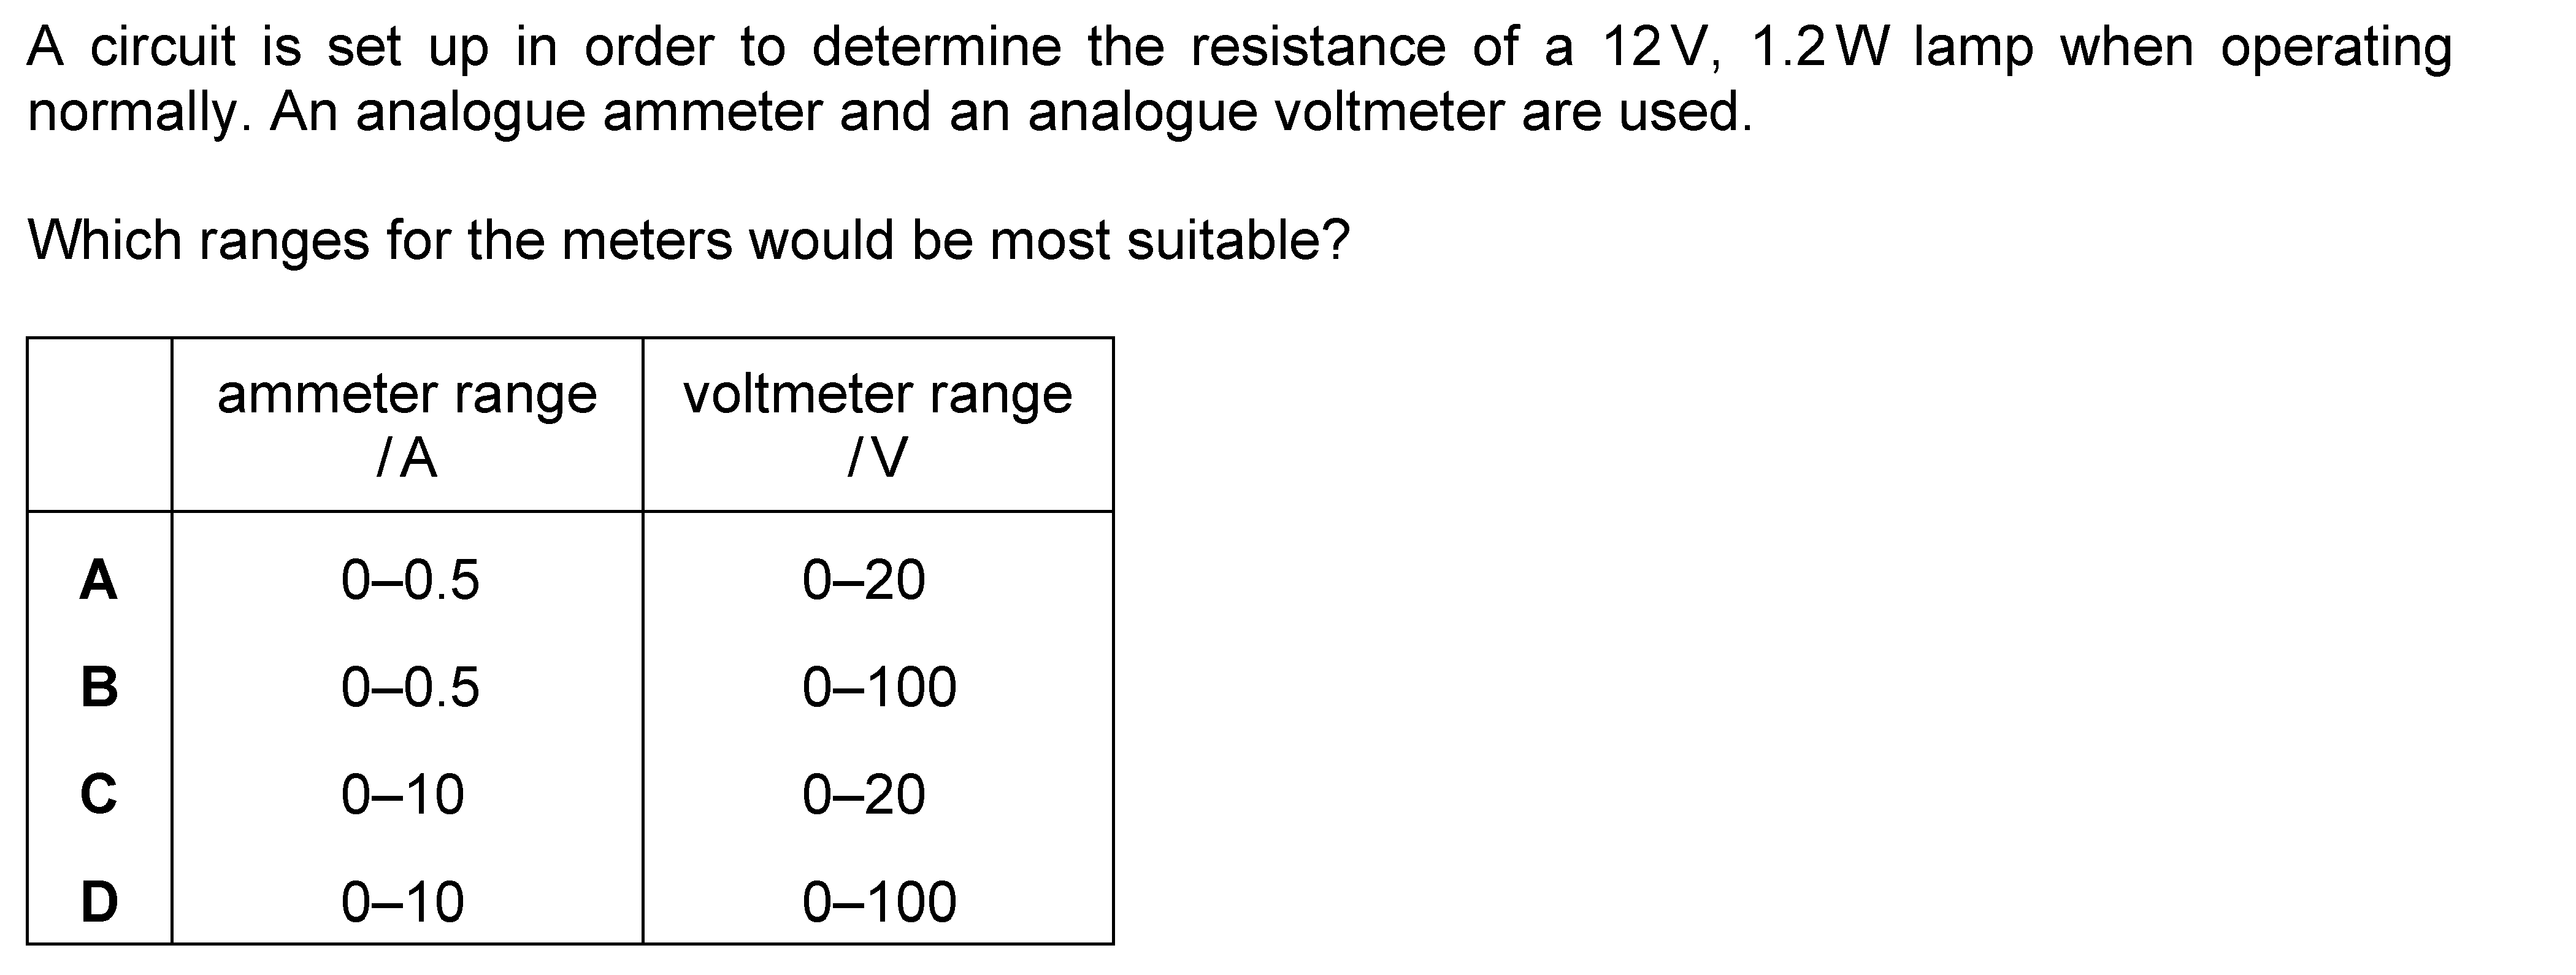 A circuit is set up in order to determine the resistance of a 12 V, 1.2 W lamp when operating
normally. An analogue ammeter and an analogue voltmeter are used.
Which ranges for the meters would be most suitable?
ammeter range voltmeter range
/ A / V
A 0–0.5 0–20
B 0–0.5 0–100
C 0–10 0–20
D 0–10 0–100